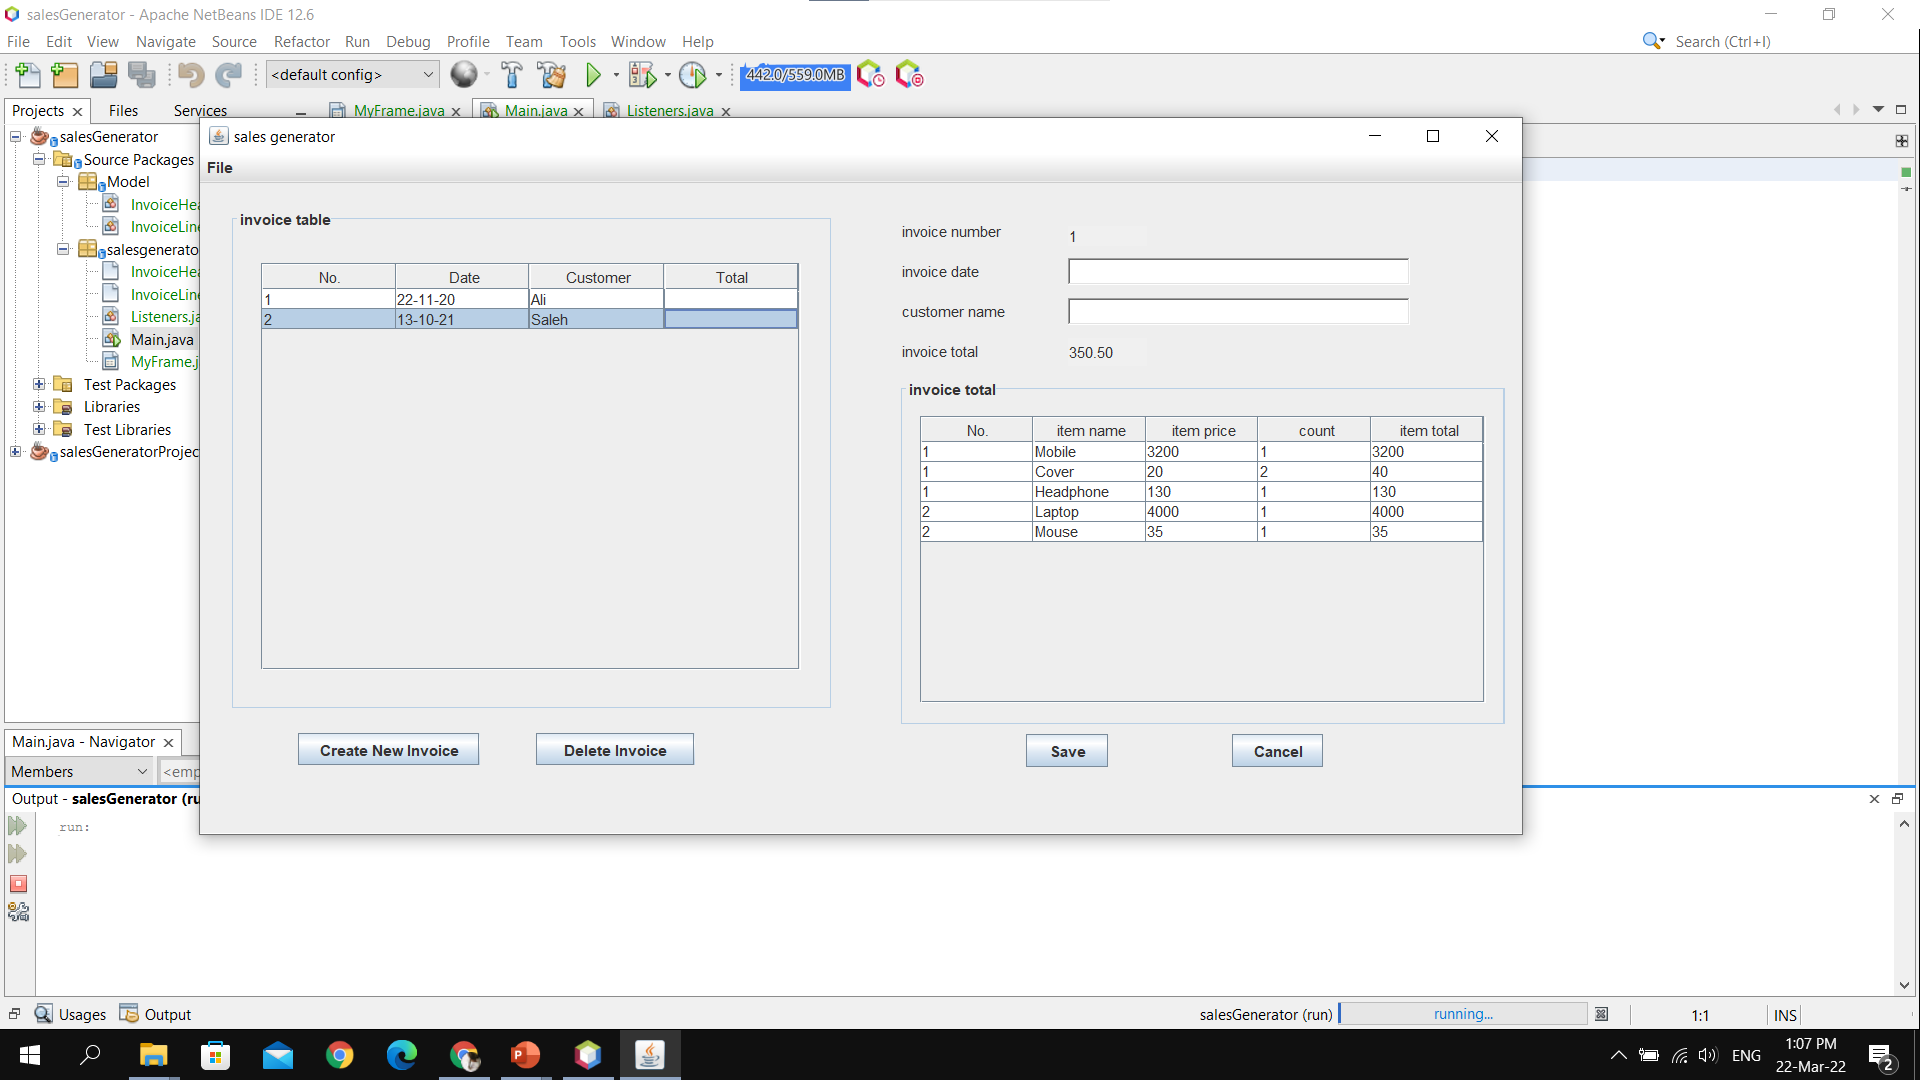 salesGenerator - Apache NetBeans IDE 12.6
File Edit View Navigate Source Refactor Run Debug Profile Team Tools Window Help
Search (Ctrl+I)
<default config>
442.0/559.0MB
Projects Files Services
MyFrame.java Main.java Listeners.java
salesGenerator
Source Packages
Model
InvoiceHea
InvoiceLine
salesgenerato
InvoiceHea
InvoiceLine
Listeners.ja
Main.java
MyFrame.j
Test Packages
Libraries
Test Libraries
salesGeneratorProjec
sales generator
File
invoice table
No. Date Customer Total
1 22-11-20 Ali
2 13-10-21 Saleh
Create New Invoice Delete Invoice
invoice number 1
invoice date
customer name
invoice total 350.50
invoice total
No. item name item price count item total
1 Mobile 3200 1 3200
1 Cover 20 2 40
1 Headphone 130 1 130
2 Laptop 4000 1 4000
2 Mouse 35 1 35
Save Cancel
Main.java - Navigator
Members <emp
Output - salesGenerator (ru
run:
Usages Output
salesGenerator (run) running... 1:1 INS
ENG
1:07 PM
22-Mar-22
2